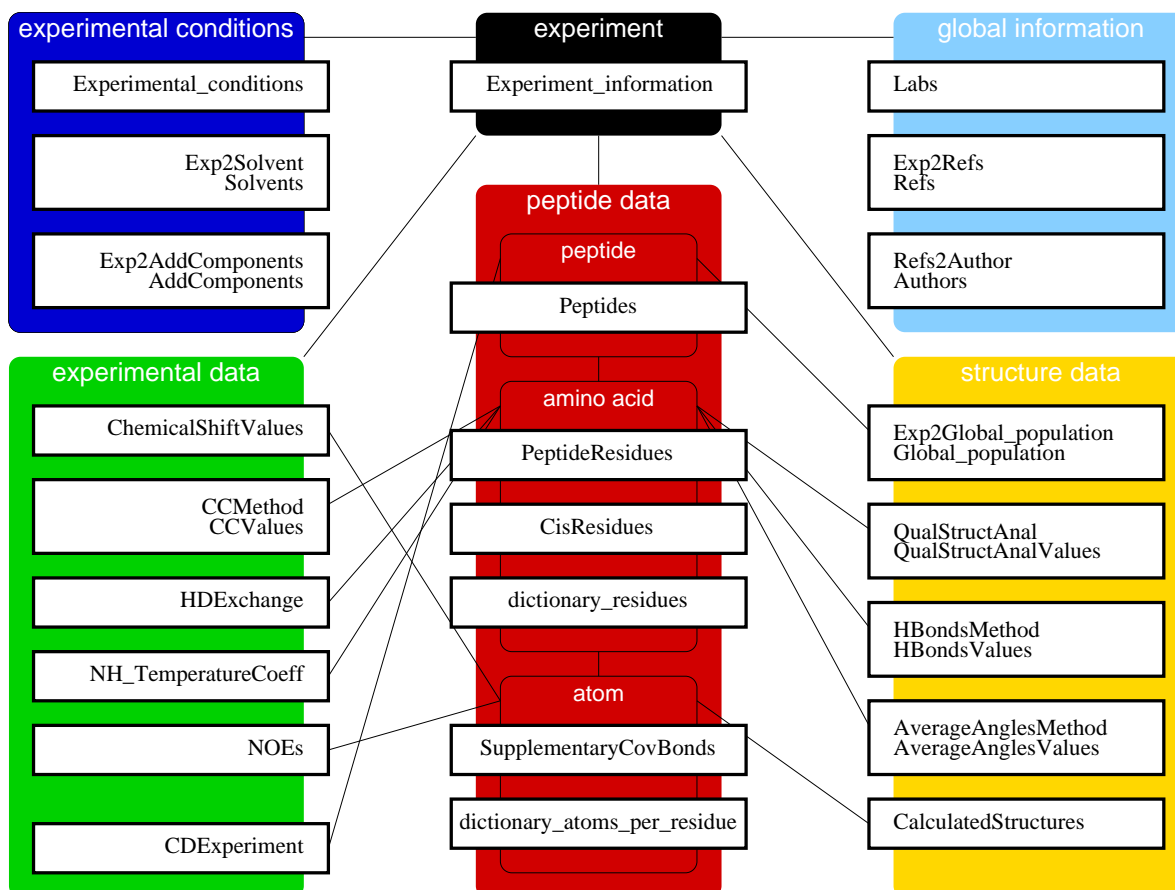 experimental conditions
Experimental_conditions
Exp2Solvent
Solvents
Exp2AddComponents
AddComponents
experiment
Experiment_information
global information
Labs
Exp2Refs
Refs
Refs2Author
Authors
peptide data
peptide
Peptides
amino acid
PeptideResidues
CisResidues
dictionary_residues
atom
SupplementaryCovBonds
dictionary_atoms_per_residue
experimental data
ChemicalShiftValues
CCMethod
CCValues
HDExchange
NH_TemperatureCoeff
NOEs
CDExperiment
structure data
Exp2Global_population
Global_population
QualStructAnal
QualStructAnalValues
HBondsMethod
HBondsValues
AverageAnglesMethod
AverageAnglesValues
CalculatedStructures